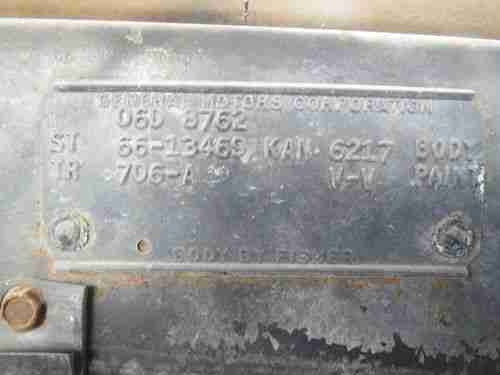 GENERAL MOTORS CORPORATION
06D 8762
ST 66-13469 KAN 6217 BODY
TR 706-A V-V PAINT
BODY BY FISHER